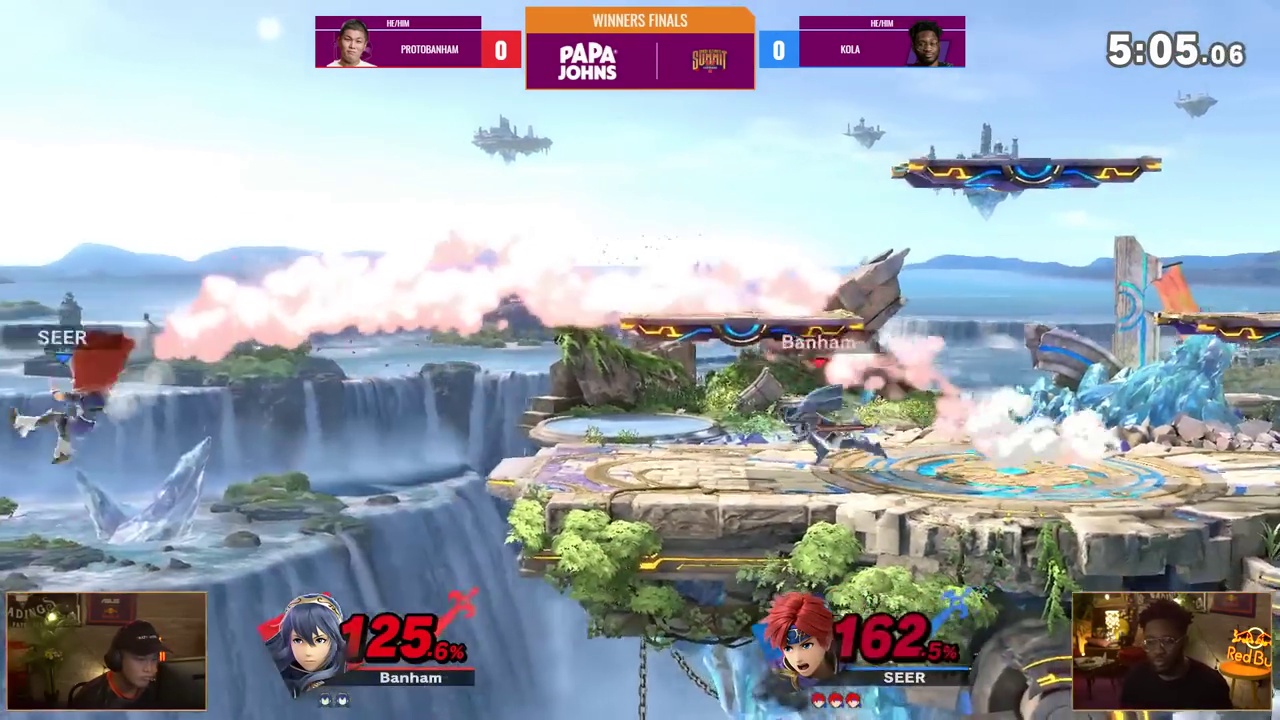 HE/HIM
PROTOBANHAM
0
WINNERS FINALS
PAPA JOHNS
SUMMIT
0
HE/HIM
KOLA
5:05.06
SEER
Banham
125.6%
Banham
162.5%
SEER
Red Bu